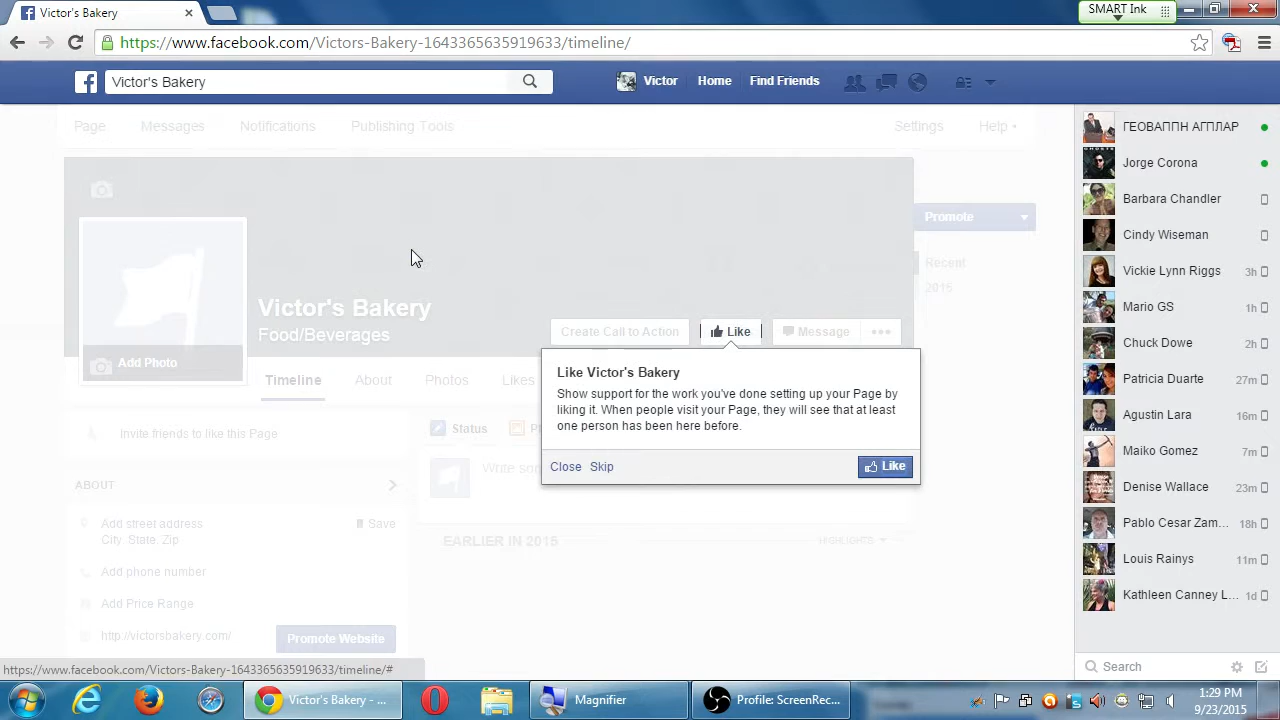 Victor's Bakery
SMART Ink
https://www.facebook.com/Victors-Bakery-1643365635919633/timeline/
Victor's Bakery
Victor
Home
Find Friends
Page
Messages
Notifications
Publishing Tools
Settings
Help
Promote
Recent
2015
Victor's Bakery
Food/Beverages
Add Photo
Create Call to Action
Like
Message
Timeline
About
Photos
Likes
Like Victor's Bakery
Show support for the work you've done setting up your Page by
liking it. When people visit your Page, they will see that at least
one person has been here before.
Close Skip
Like
Invite friends to like this Page
Status
ABOUT
Add street address
City, State, Zip
Save
Add phone number
Add Price Range
http://victorsbakery.com/
Promote Website
EARLIER IN 2015
HIGHLIGHTS
ГЕОВАПΠН АГПЛАР
Jorge Corona
Barbara Chandler
Cindy Wiseman
Vickie Lynn Riggs 3h
Mario GS 1h
Chuck Dowe 2h
Patricia Duarte 27m
Agustin Lara 16m
Maiko Gomez 7m
Denise Wallace 23m
Pablo Cesar Zam... 18h
Louis Rainys 11m
Kathleen Canney L... 1d
Search
https://www.facebook.com/Victors-Bakery-1643365635919633/timeline/#
Victor's Bakery - ...
Magnifier
Profile: ScreenRec...
1:29 PM
9/23/2015